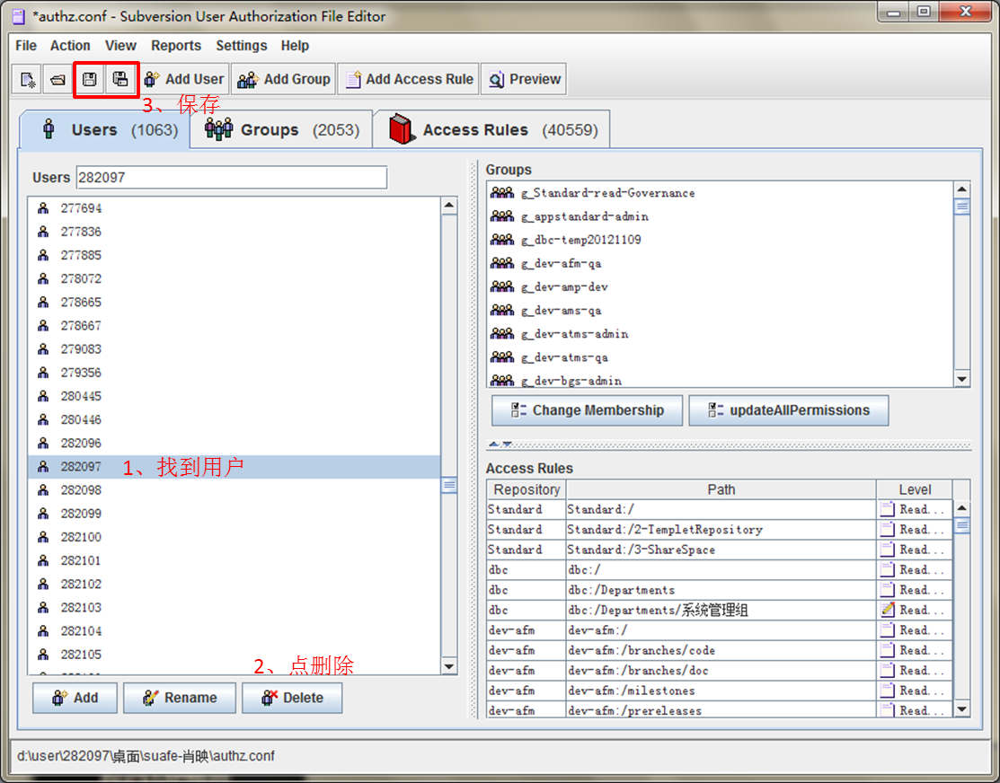 *authz.conf - Subversion User Authorization File Editor
File Action View Reports Settings Help
Add User Add Group Add Access Rule Preview
3、保存
Users (1063) Groups (2053) Access Rules (40559)
Users 282097
277694
277836
277885
278072
278665
278667
279083
279356
280445
280446
282096
282097 1、找到用户
282098
282099
282100
282101
282102
282103
282104
282105
2、点删除
Add Rename Delete
Groups
g_Standard-read-Governance
g_appstandard-admin
g_dbc-temp20121109
g_dev-afm-qa
g_dev-amp-dev
g_dev-ams-qa
g_dev-atms-admin
g_dev-atms-qa
g_dev-bgs-admin
Change Membership updateAllPermissions
Access Rules
Repository Path Level
Standard Standard:/ Read...
Standard Standard:/2-TempletRepository Read...
Standard Standard:/3-ShareSpace Read...
dbc dbc:/ Read...
dbc dbc:/Departments Read...
dbc dbc:/Departments/系统管理组 Read...
dev-afm dev-afm:/ Read...
dev-afm dev-afm:/branches/code Read...
dev-afm dev-afm:/branches/doc Read...
dev-afm dev-afm:/milestones Read...
dev-afm dev-afm:/prereleases Read...
d:\user\282097\桌面\suafe-肖映\authz.conf